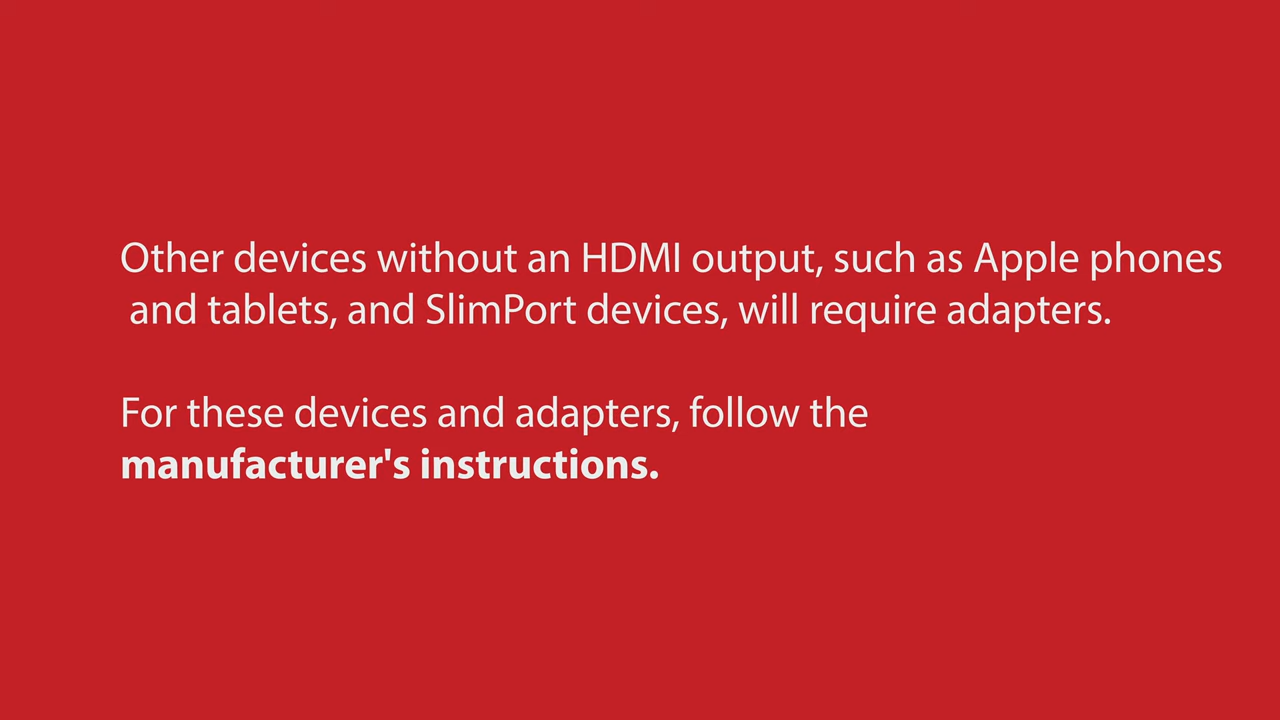 Other devices without an HDMI output, such as Apple phones
and tablets, and SlimPort devices, will require adapters.
For these devices and adapters, follow the
manufacturer's instructions.